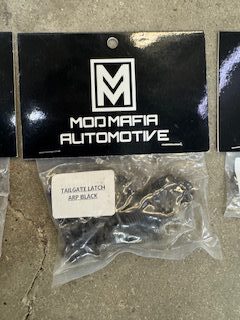 MOD MAFIA
AUTOMOTIVE
TAILGATE LATCH
ARP BLACK